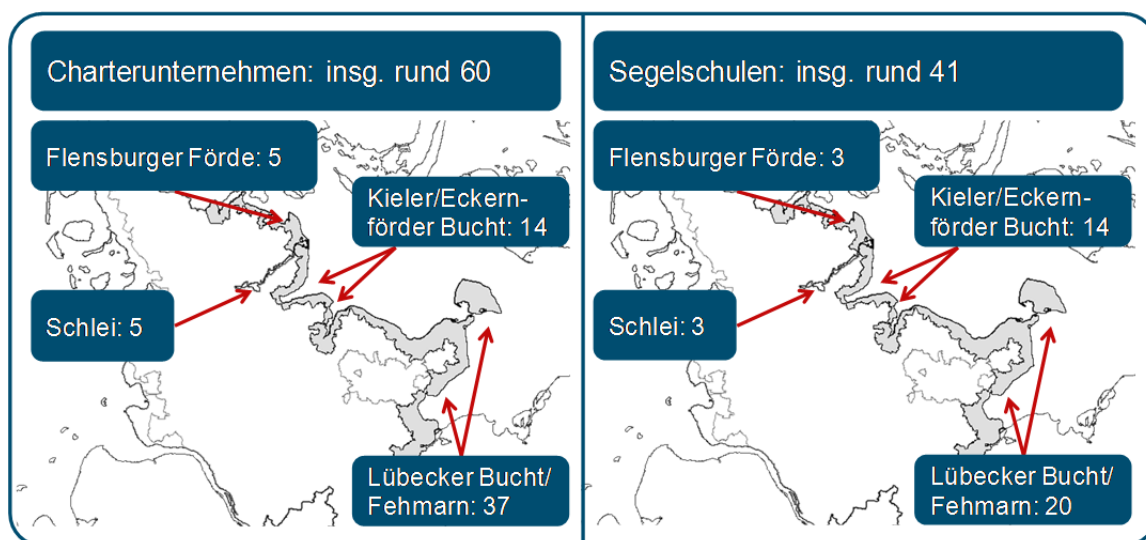 Charterunternehmen: insg. rund 60
Flensburger Förde: 5
Kieler/Eckern-
förder Bucht: 14
Schlei: 5
Lübecker Bucht/
Fehmarn: 37
Segelschulen: insg. rund 41
Flensburger Förde: 3
Kieler/Eckern-
förder Bucht: 14
Schlei: 3
Lübecker Bucht/
Fehmarn: 20